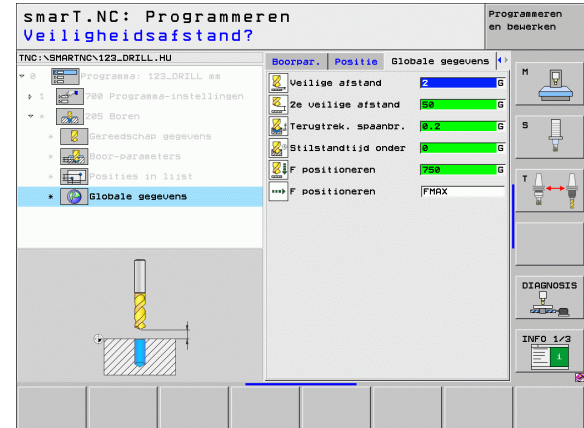 smarT.NC: Programmeren
Veiligheidsafstand?
Programmeren en bewerken
TNC:\SMARTNC\123_DRILL.HU
0 Programma: 123_DRILL mm
1 700 Programma-instellingen
* 205 Boren
* Gereedschap gegevens
* Boor-parameters
* Posities in lijst
* Globale gegevens
Boorpar. Positie Globale gegevens
Veilige afstand 2 G
2e veilige afstand 50 G
Terugtrek. spaanbr. 0.2 G
Stilstandtijd onder 0 G
F positioneren 750 G
F positioneren FMAX
M
S
T
DIAGNOSIS
INFO 1/3